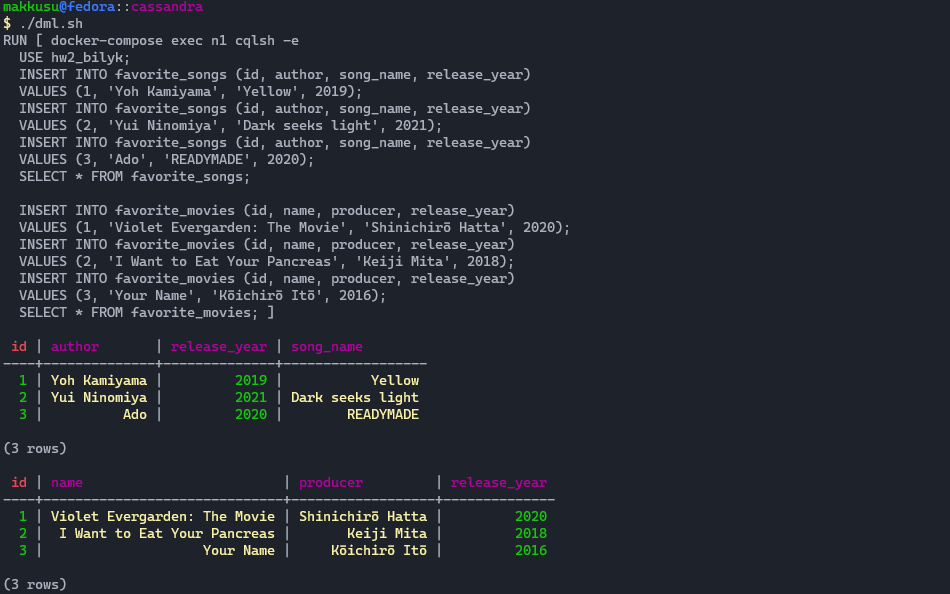 makkusu@fedora::cassandra
$ ./dml.sh
RUN [ docker-compose exec n1 cqlsh -e
  USE hw2_bilyk;
  INSERT INTO favorite_songs (id, author, song_name, release_year)
  VALUES (1, 'Yoh Kamiyama', 'Yellow', 2019);
  INSERT INTO favorite_songs (id, author, song_name, release_year)
  VALUES (2, 'Yui Ninomiya', 'Dark seeks light', 2021);
  INSERT INTO favorite_songs (id, author, song_name, release_year)
  VALUES (3, 'Ado', 'READYMADE', 2020);
  SELECT * FROM favorite_songs;

  INSERT INTO favorite_movies (id, name, producer, release_year)
  VALUES (1, 'Violet Evergarden: The Movie', 'Shinichirō Hatta', 2020);
  INSERT INTO favorite_movies (id, name, producer, release_year)
  VALUES (2, 'I Want to Eat Your Pancreas', 'Keiji Mita', 2018);
  INSERT INTO favorite_movies (id, name, producer, release_year)
  VALUES (3, 'Your Name', 'Kōichirō Itō', 2016);
  SELECT * FROM favorite_movies; ]

 id | author       | release_year | song_name
----+--------------+--------------+------------------
  1 | Yoh Kamiyama |         2019 |           Yellow
  2 | Yui Ninomiya |         2021 | Dark seeks light
  3 |          Ado |         2020 |        READYMADE

(3 rows)

 id | name                         | producer         | release_year
----+------------------------------+------------------+--------------
  1 | Violet Evergarden: The Movie | Shinichirō Hatta |         2020
  2 |  I Want to Eat Your Pancreas |       Keiji Mita |         2018
  3 |                    Your Name |     Kōichirō Itō |         2016

(3 rows)